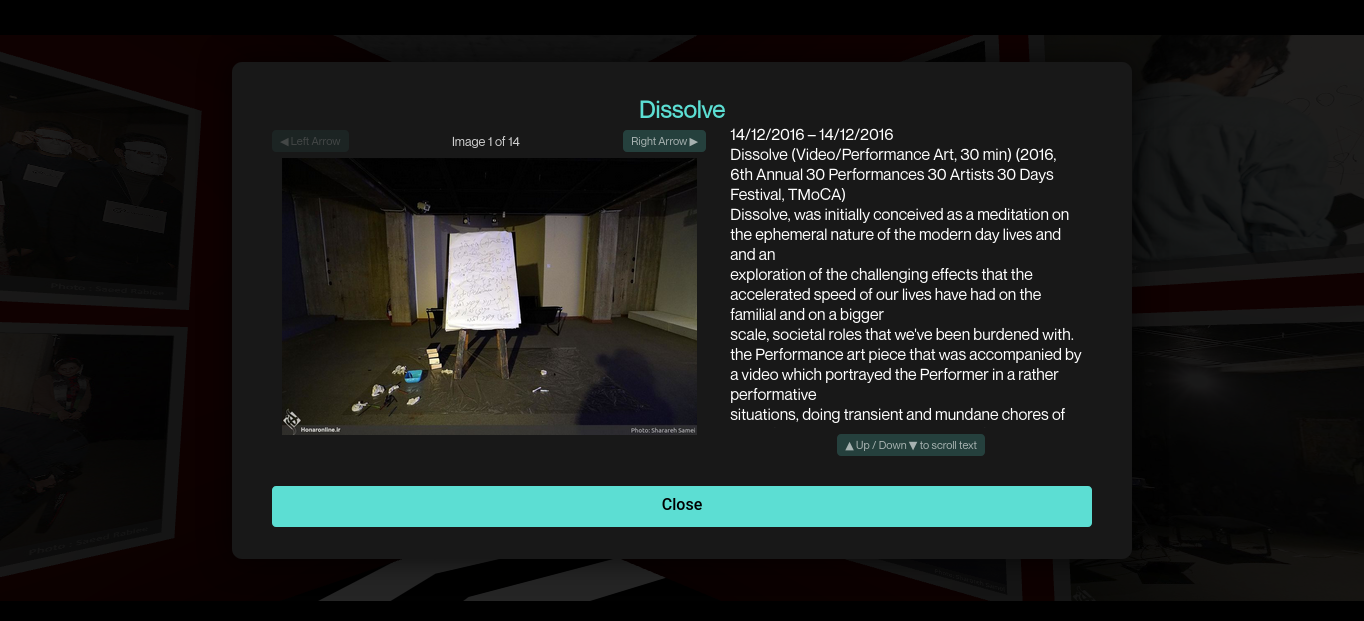 Dissolve
◀ Left Arrow
Image 1 of 14
Right Arrow ▶
Honaronline.ir
Photo: Sharareh Samei
14/12/2016 – 14/12/2016
Dissolve (Video/Performance Art, 30 min) (2016,
6th Annual 30 Performances 30 Artists 30 Days
Festival, TMoCA)
Dissolve, was initially conceived as a meditation on
the ephemeral nature of the modern day lives and
and an
exploration of the challenging effects that the
accelerated speed of our lives have had on the
familial and on a bigger
scale, societal roles that we've been burdened with.
the Performance art piece that was accompanied by
a video which portrayed the Performer in a rather
performative
situations, doing transient and mundane chores of
▲ Up / Down ▼ to scroll text
Close